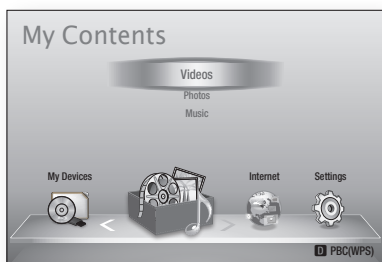 My Contents
Videos
Photos
Music
My Devices
Internet
Settings
D PBC(WPS)